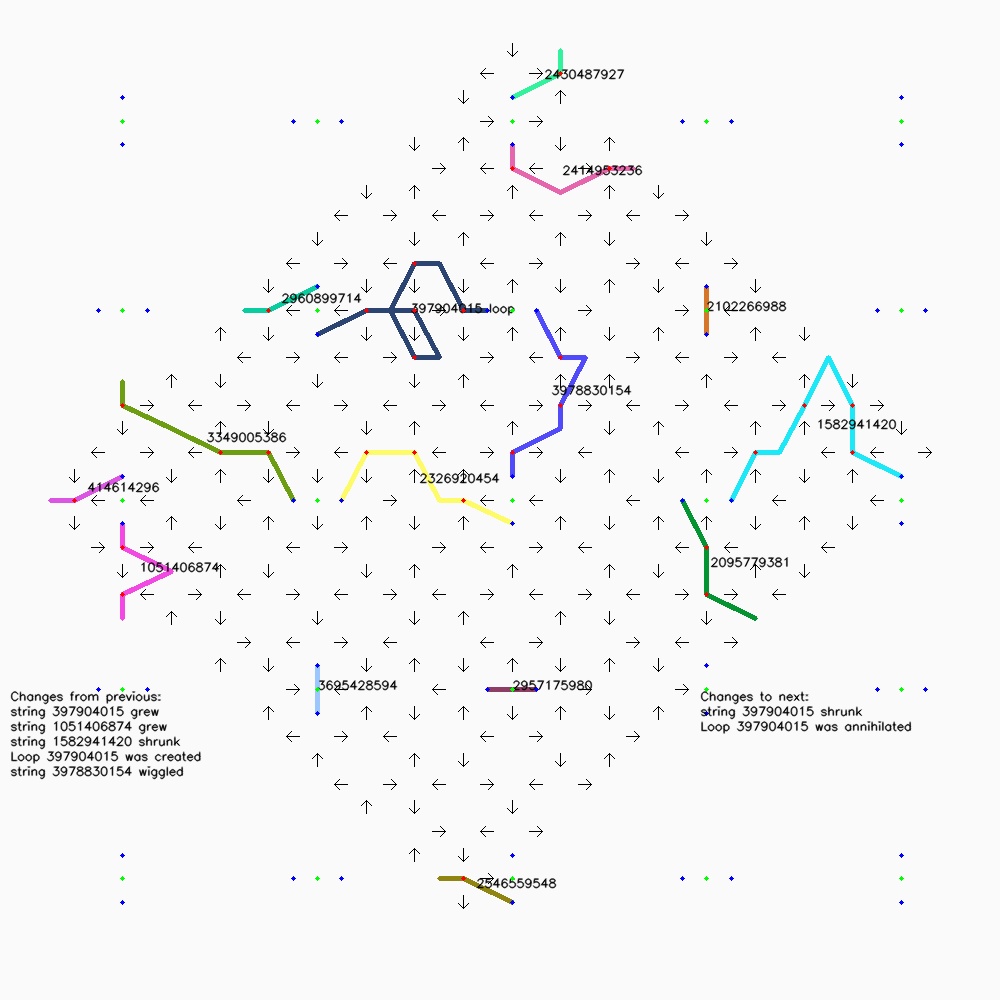 2430487927
2414953236
2960899714
397904015 loop
2102266988
3978830154
1582941420
3349005386
2326920454
414614296
1051406874
2095779381
3695428594
2957175980
Changes from previous:
string 397904015 grew
string 1051406874 grew
string 1582941420 shrunk
Loop 397904015 was created
string 3978830154 wiggled
Changes to next:
string 397904015 shrunk
Loop 397904015 was annihilated
2546559548